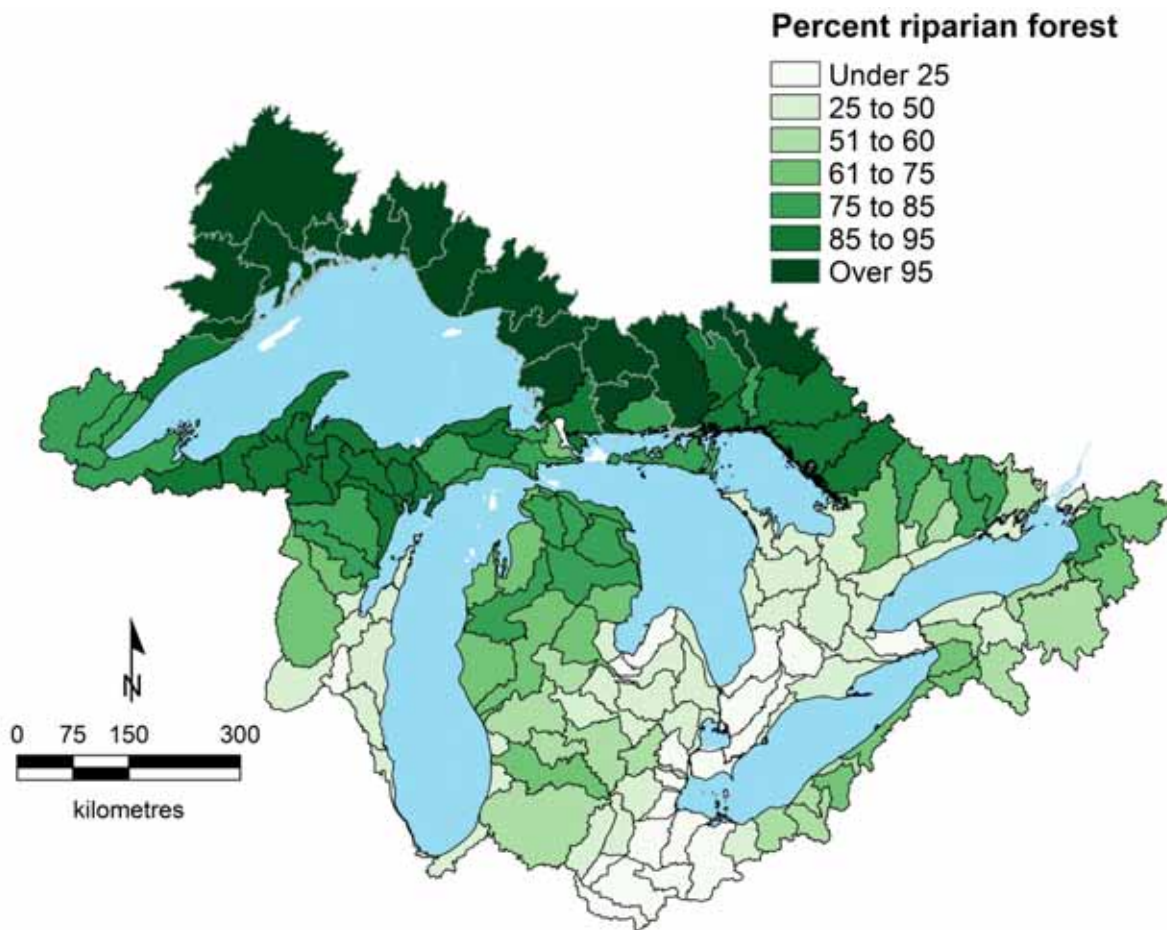 Percent riparian forest
Under 25
25 to 50
51 to 60
61 to 75
75 to 85
85 to 95
Over 95
N
0 75 150 300
kilometres